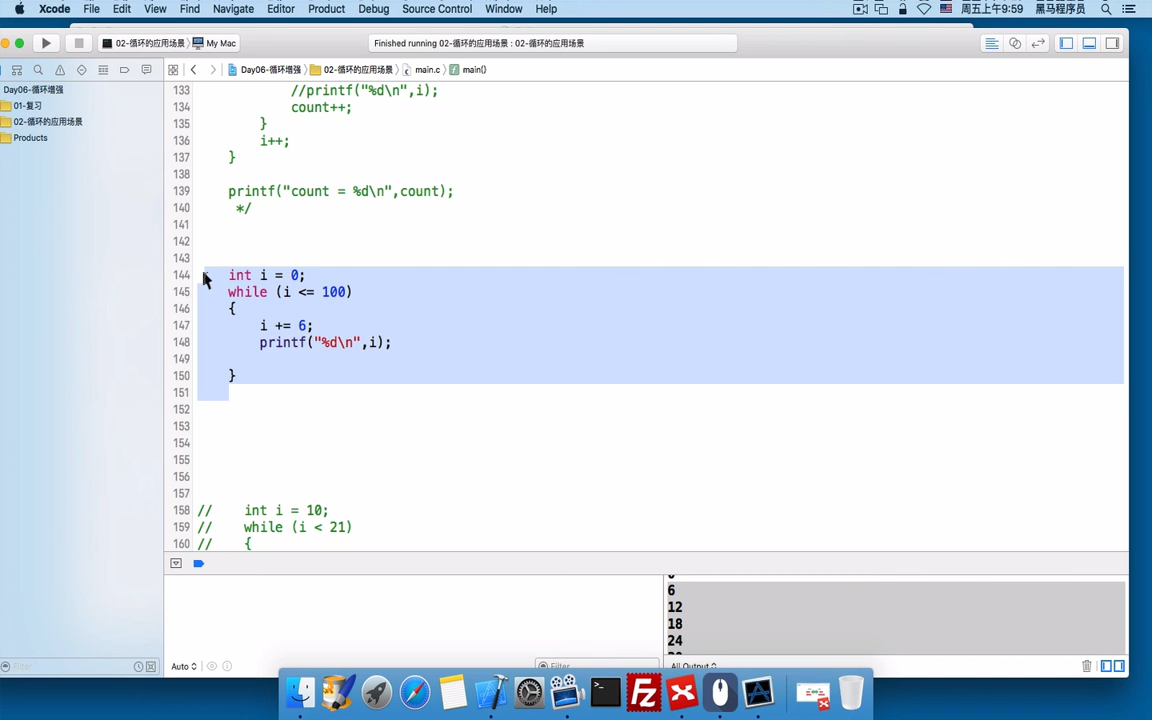 Xcode File Edit View Find Navigate Editor Product Debug Source Control Window Help 周五上午9:59 黑马程序员
02-循环的应用场景 My Mac Finished running 02-循环的应用场景 : 02-循环的应用场景
Day06-循环增强 02-循环的应用场景 main.c main()
Day06-循环增强
01-复习
02-循环的应用场景
Products
133 //printf("%d\n",i);
134 count++;
135 }
136 i++;
137 }
138
139 printf("count = %d\n",count);
140 */
141
142
143
144 int i = 0;
145 while (i <= 100)
146 {
147 i += 6;
148 printf("%d\n",i);
149
150 }
151
152
153
154
155
156
157
158 // int i = 10;
159 // while (i < 21)
160 // {
6
12
18
24
Filter Auto Filter All Output